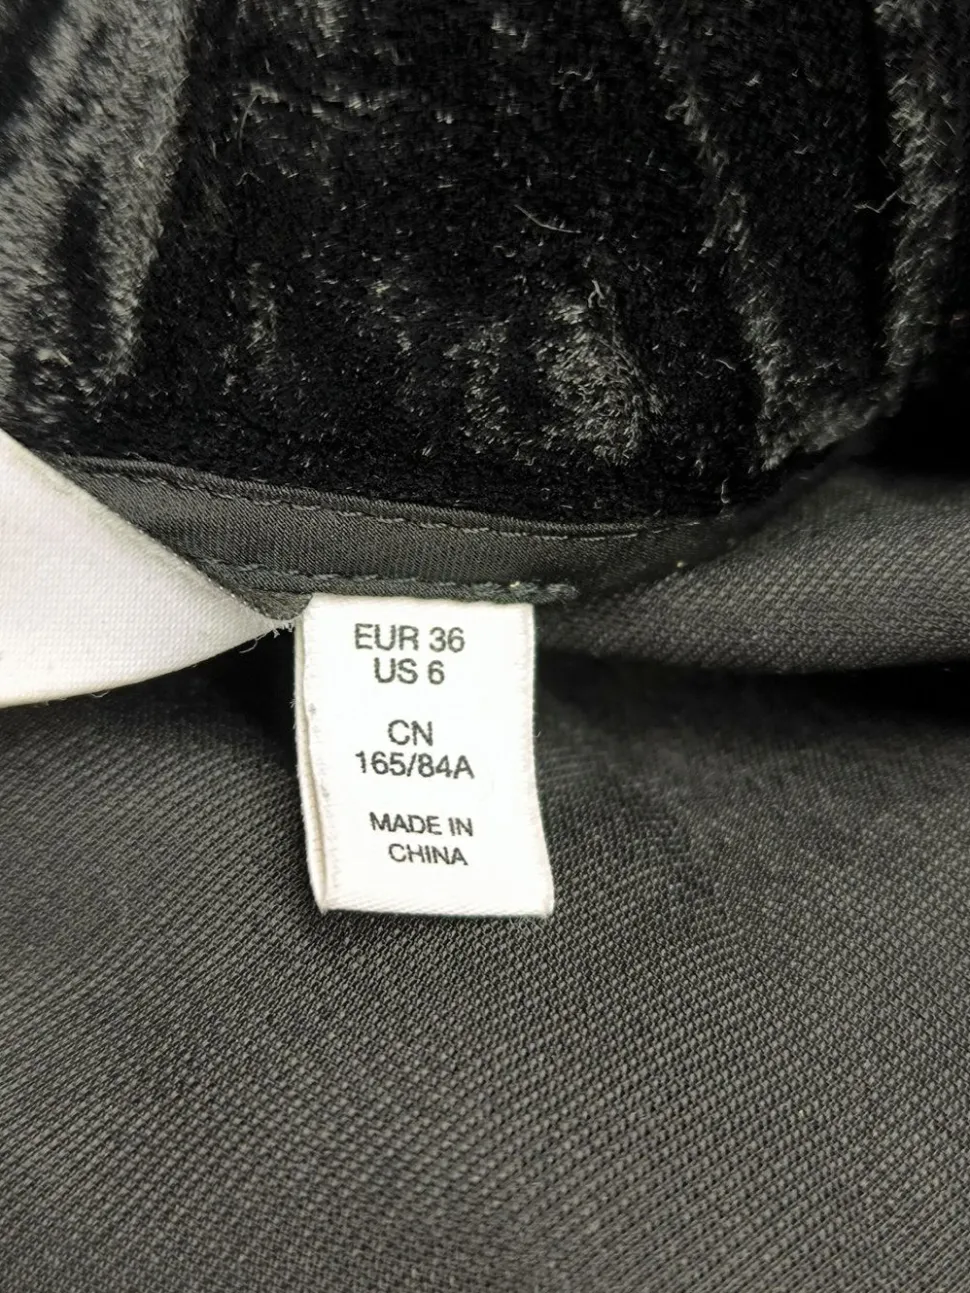 EUR 36
US 6
CN
165/84A
MADE IN
CHINA